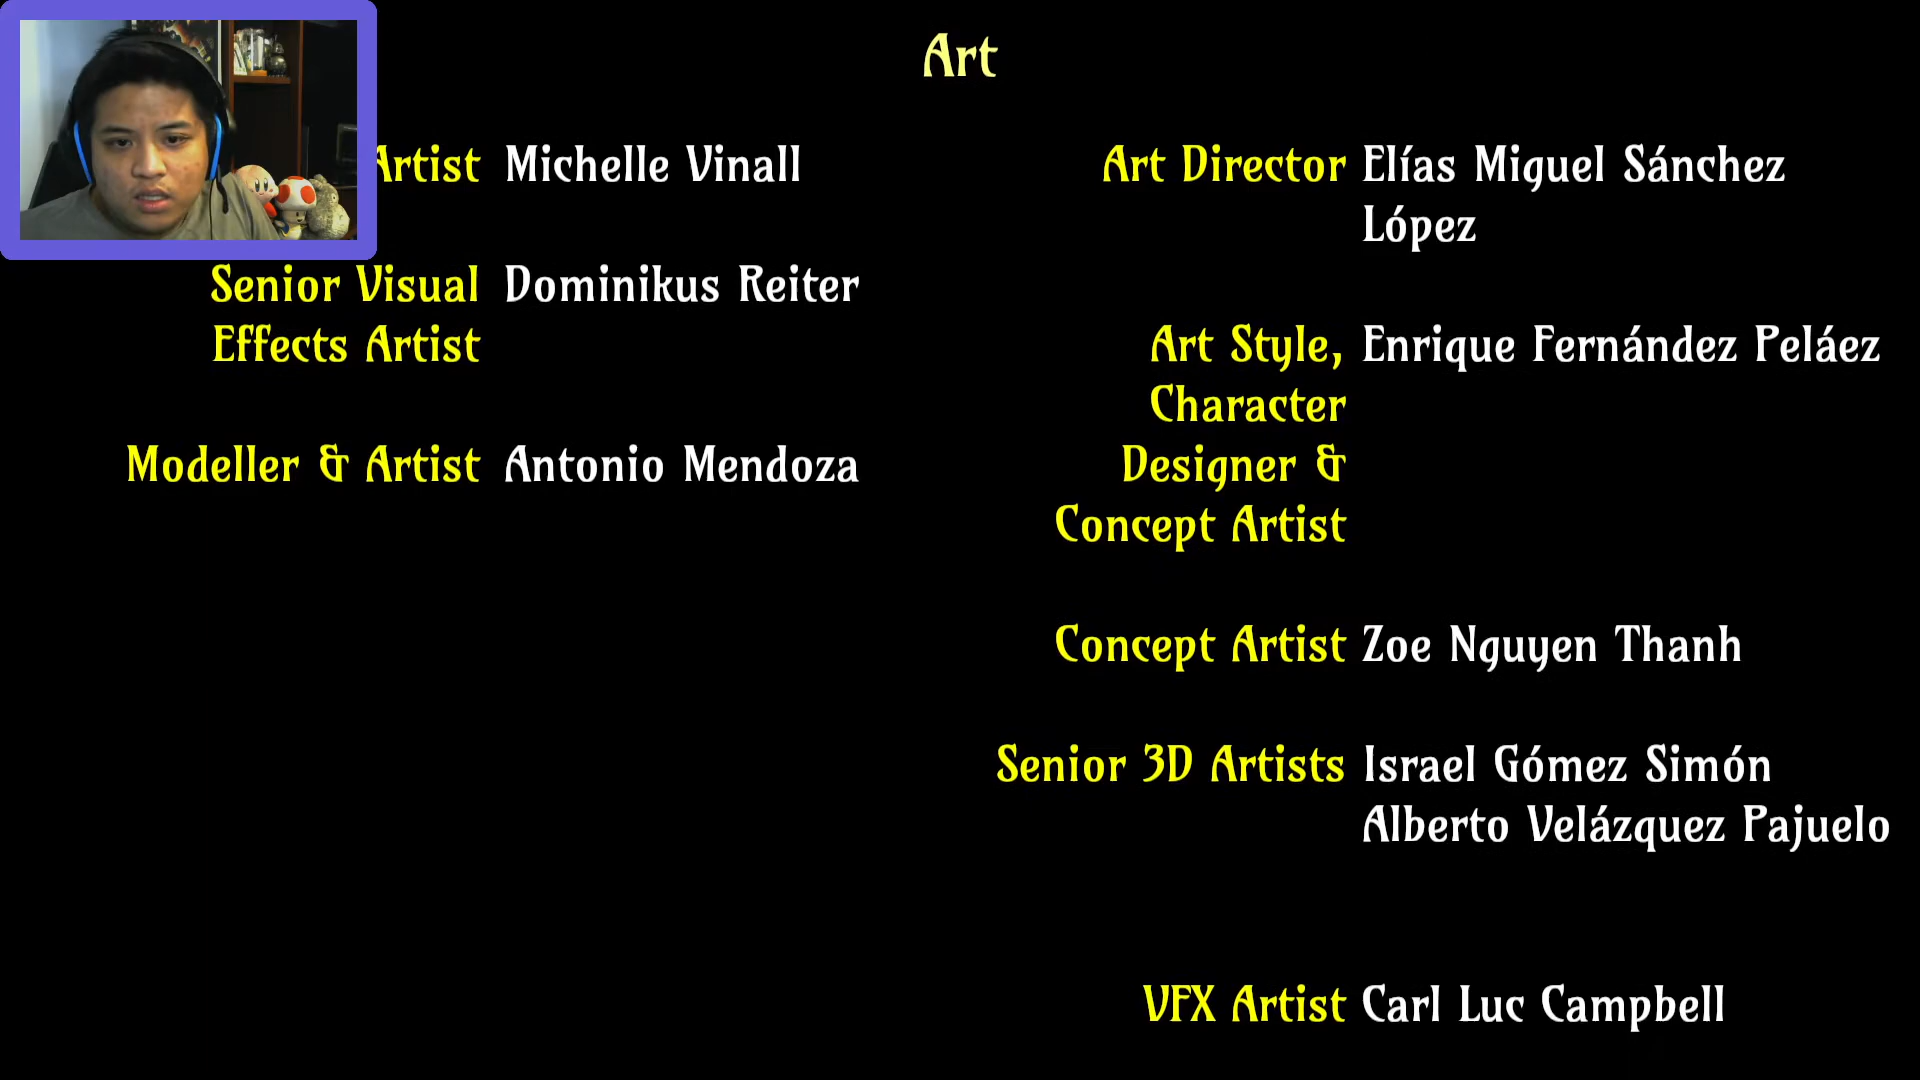 Art
Artist Michelle Vinall
Senior Visual Dominikus Reiter
Effects Artist
Modeller & Artist Antonio Mendoza
Art Director Elías Miguel Sánchez
López
Art Style, Enrique Fernández Peláez
Character
Designer &
Concept Artist
Concept Artist Zoe Nguyen Thanh
Senior 3D Artists Israel Gómez Simón
Alberto Velázquez Pajuelo
VFX Artist Carl Luc Campbell